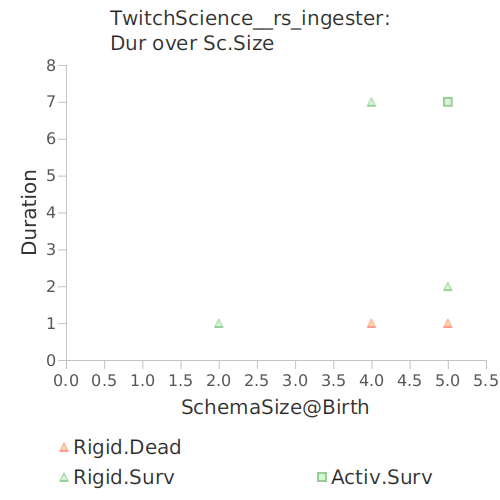 TwitchScience__rs_ingester:
Dur over Sc.Size
8
7
6
5
4
3
2
1
0
Duration
0.0 0.5 1.0 1.5 2.0 2.5 3.0 3.5 4.0 4.5 5.0 5.5
SchemaSize@Birth
Rigid.Dead
Rigid.Surv Activ.Surv